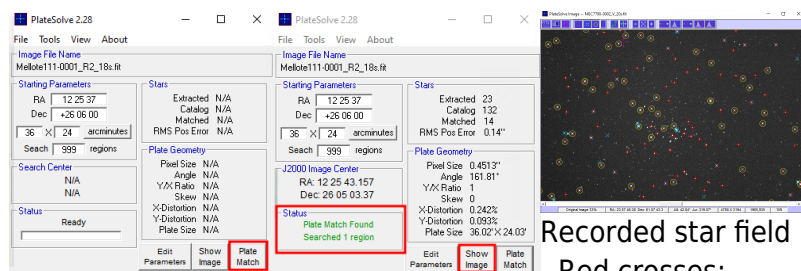 PlateSolve 2.28
File Tools View About
Image File Name
Mellote111-0001_R2_18s.fit
Starting Parameters
RA 12 25 37
Dec +26 06 00
36 X 24 arcminutes
Seach 999 regions
Search Center
N/A
N/A
Status
Ready
Stars
Extracted N/A
Catalog N/A
Matched N/A
RMS Pos Error N/A
Plate Geometry
Pixel Size N/A
Angle N/A
Y/X Ratio N/A
Skew N/A
X-Distortion N/A
Y-Distortion N/A
Plate Size N/A
Edit Parameters
Show Image
Plate Match
PlateSolve 2.28
File Tools View About
Image File Name
Mellote111-0001_R2_18s.fit
Starting Parameters
RA 12 25 37
Dec +26 06 00
36 X 24 arcminutes
Seach 999 regions
J2000 Image Center
RA: 12 25 43.157
Dec: 26 05 03.37
Status
Plate Match Found
Searched 1 region
Stars
Extracted 23
Catalog 132
Matched 14
RMS Pos Error 0.14"
Plate Geometry
Pixel Size 0.4513"
Angle 161.81°
Y/X Ratio 1
Skew 0
X-Distortion 0.242%
Y-Distortion 0.093%
Plate Size 36.02' X 24.03'
Edit Parameters
Show Image
Plate Match
Recorded star field
Red crosses: